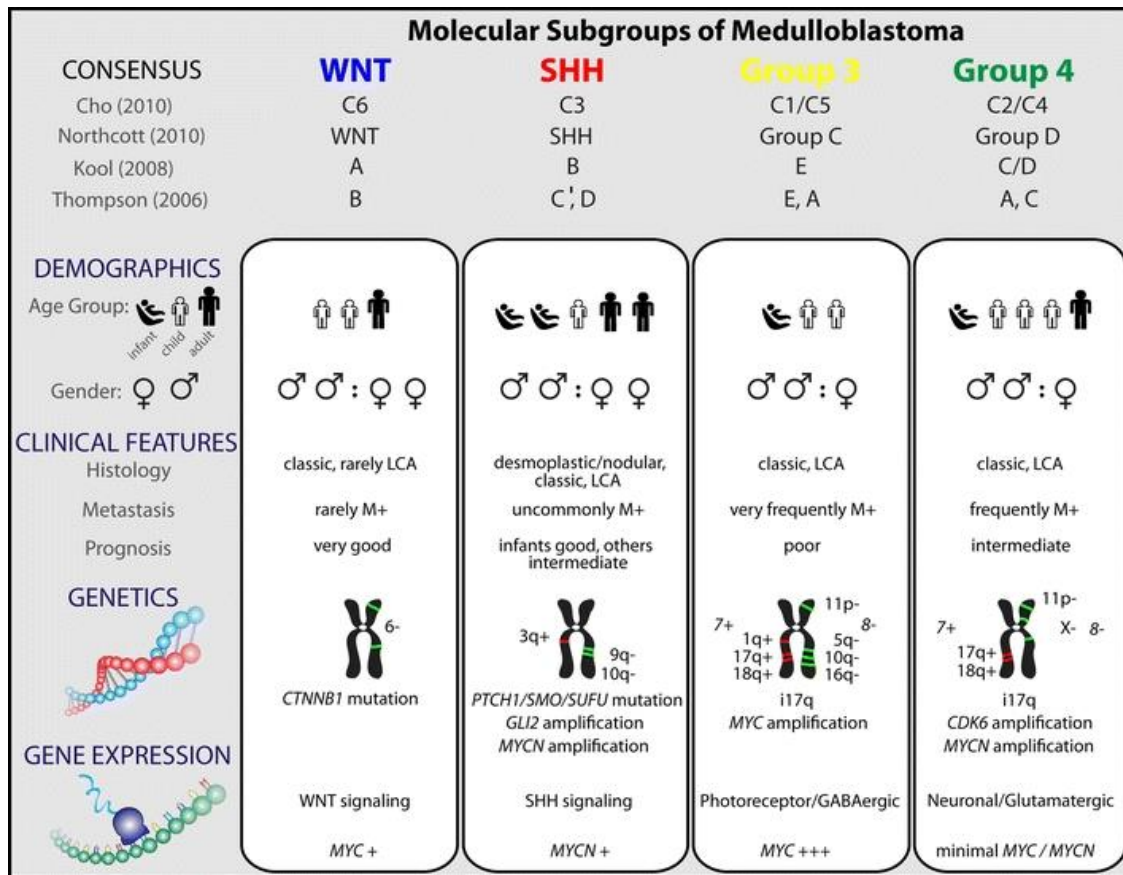 Molecular Subgroups of Medulloblastoma
CONSENSUS WNT SHH Group 3 Group 4
Cho (2010) C6 C3 C1/C5 C2/C4
Northcott (2010) WNT SHH Group C Group D
Kool (2008) A B E C/D
Thompson (2006) B C', D E, A A, C
DEMOGRAPHICS
Age Group:
infant child adult
Gender: ♀ ♂ ♂ ♂ : ♀ ♀ ♂ ♂ : ♀ ♀ ♂ ♂ : ♀ ♂ ♂ : ♀
CLINICAL FEATURES
Histology
classic, rarely LCA
desmoplastic/nodular,
classic, LCA
classic, LCA
classic, LCA
Metastasis rarely M+ uncommonly M+ very frequently M+ frequently M+
Prognosis
very good
infants good, others
intermediate
poor
intermediate
GENETICS
6-
CTNNB1 mutation
3q+
9q-
10q-
PTCH1/SMO/SUFU mutation
GLI2 amplification
MYCN amplification
11p-
7+ 8-
1q+ 5q-
17q+ 10q-
18q+ 16q-
i17q
MYC amplification
11p-
7+ X- 8-
17q+
18q+
i17q
CDK6 amplification
MYCN amplification
GENE EXPRESSION
WNT signaling SHH signaling Photoreceptor/GABAergic Neuronal/Glutamatergic
MYC + MYCN + MYC +++ minimal MYC / MYCN